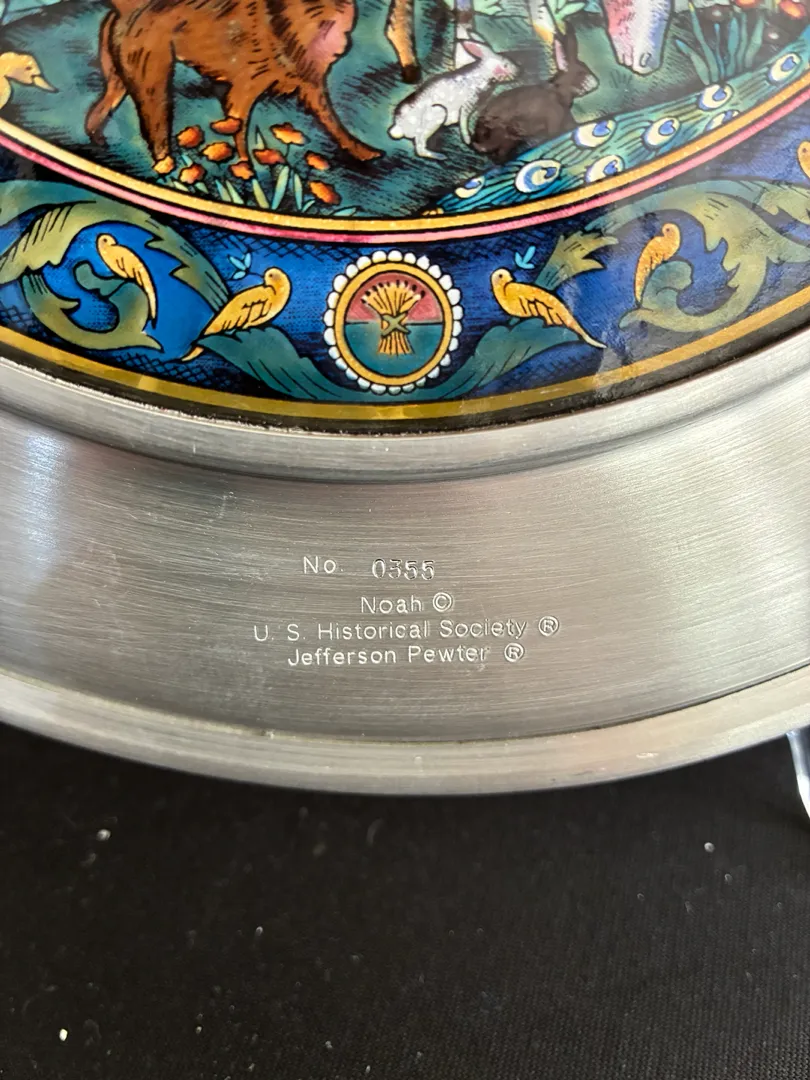 No. 0355
Noah ©
U. S. Historical Society ®
Jefferson Pewter ®